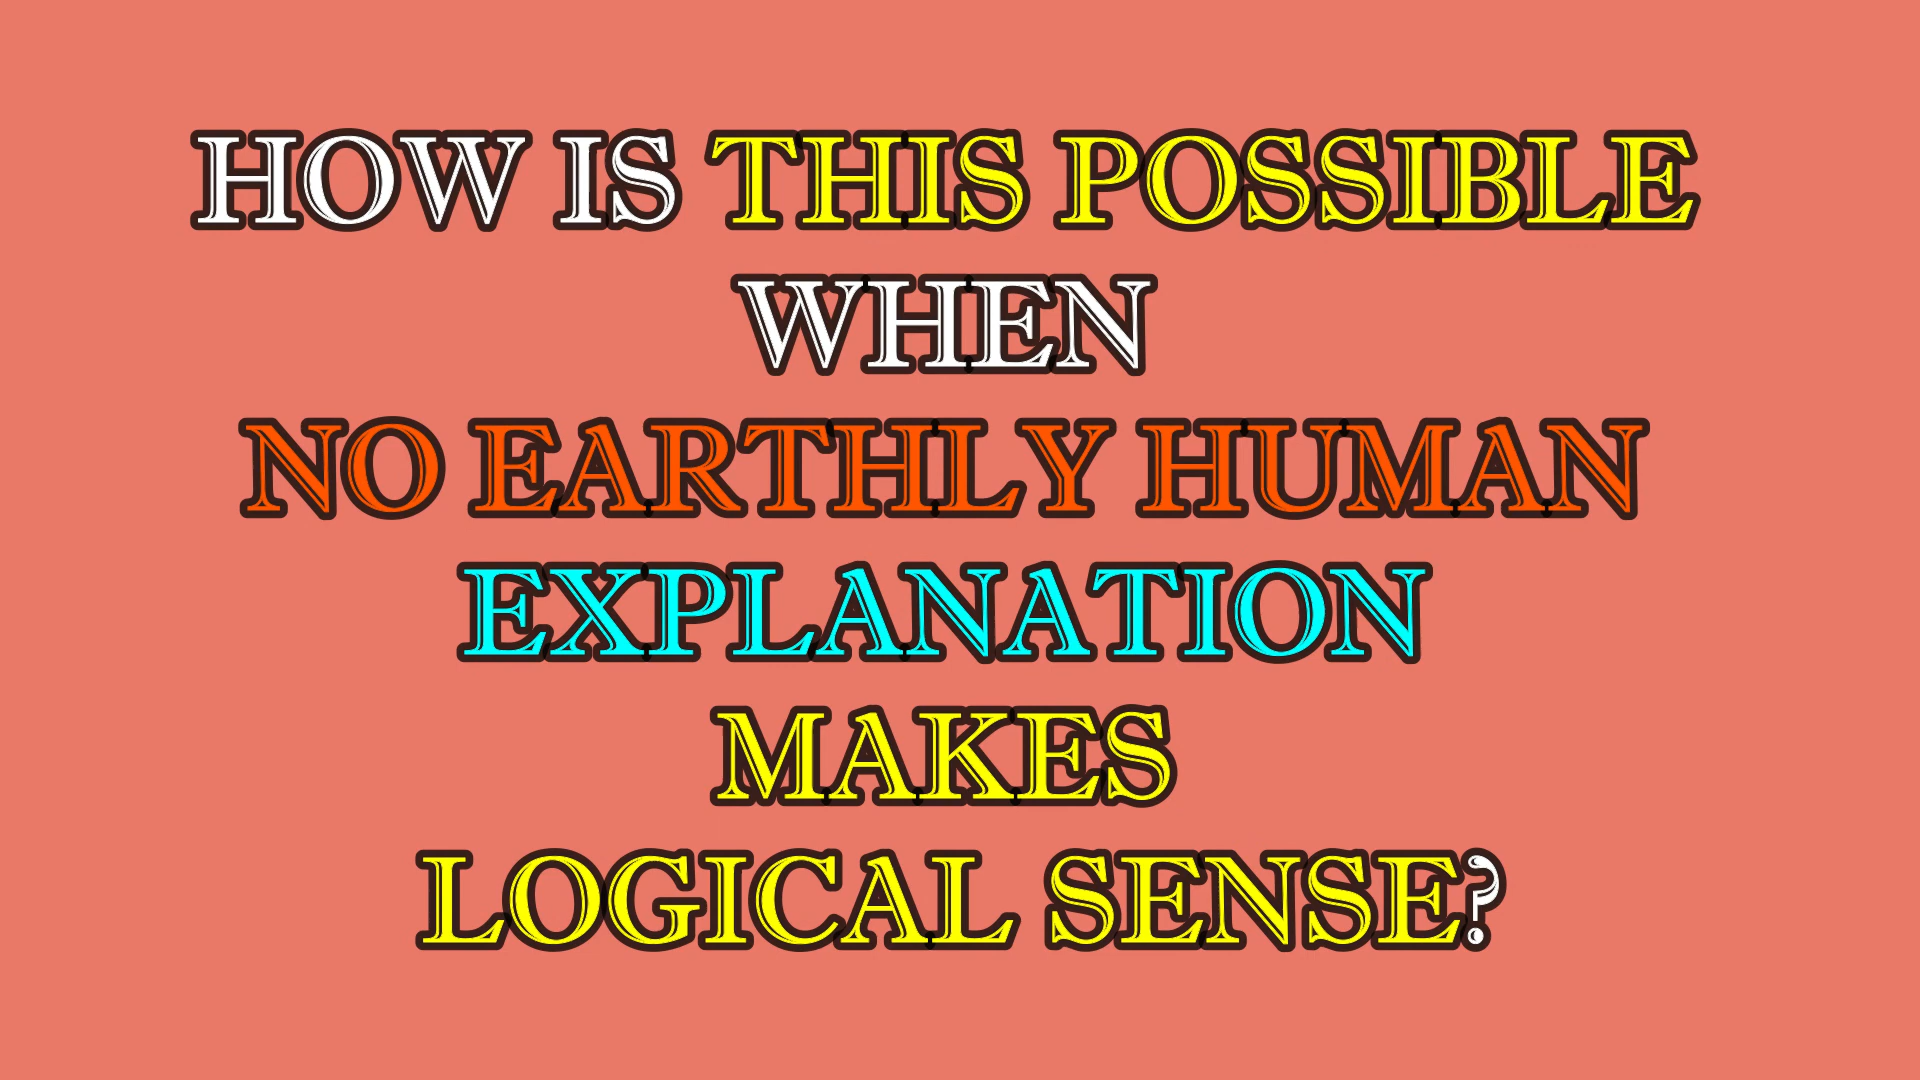 HOW IS THIS POSSIBLE
WHEN
NO EARTHLY HUMAN
EXPLANATION
MAKES
LOGICAL SENSE?